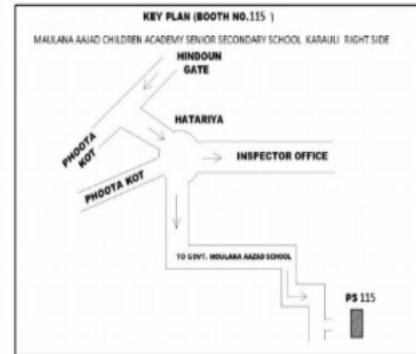 KEY PLAN (BOOTH NO.115 )
MAULANA AAJAD CHILDREN ACADEMY SENIOR SECONDARY SCHOOL KARAULI RIGHT SIDE
HINDOUN
GATE
HATARIYA
PHOOTA
KOT
INSPECTOR OFFICE
PHOOTA KOT
TO GOVT. MOULANA AAZAD SCHOOL
PS 115